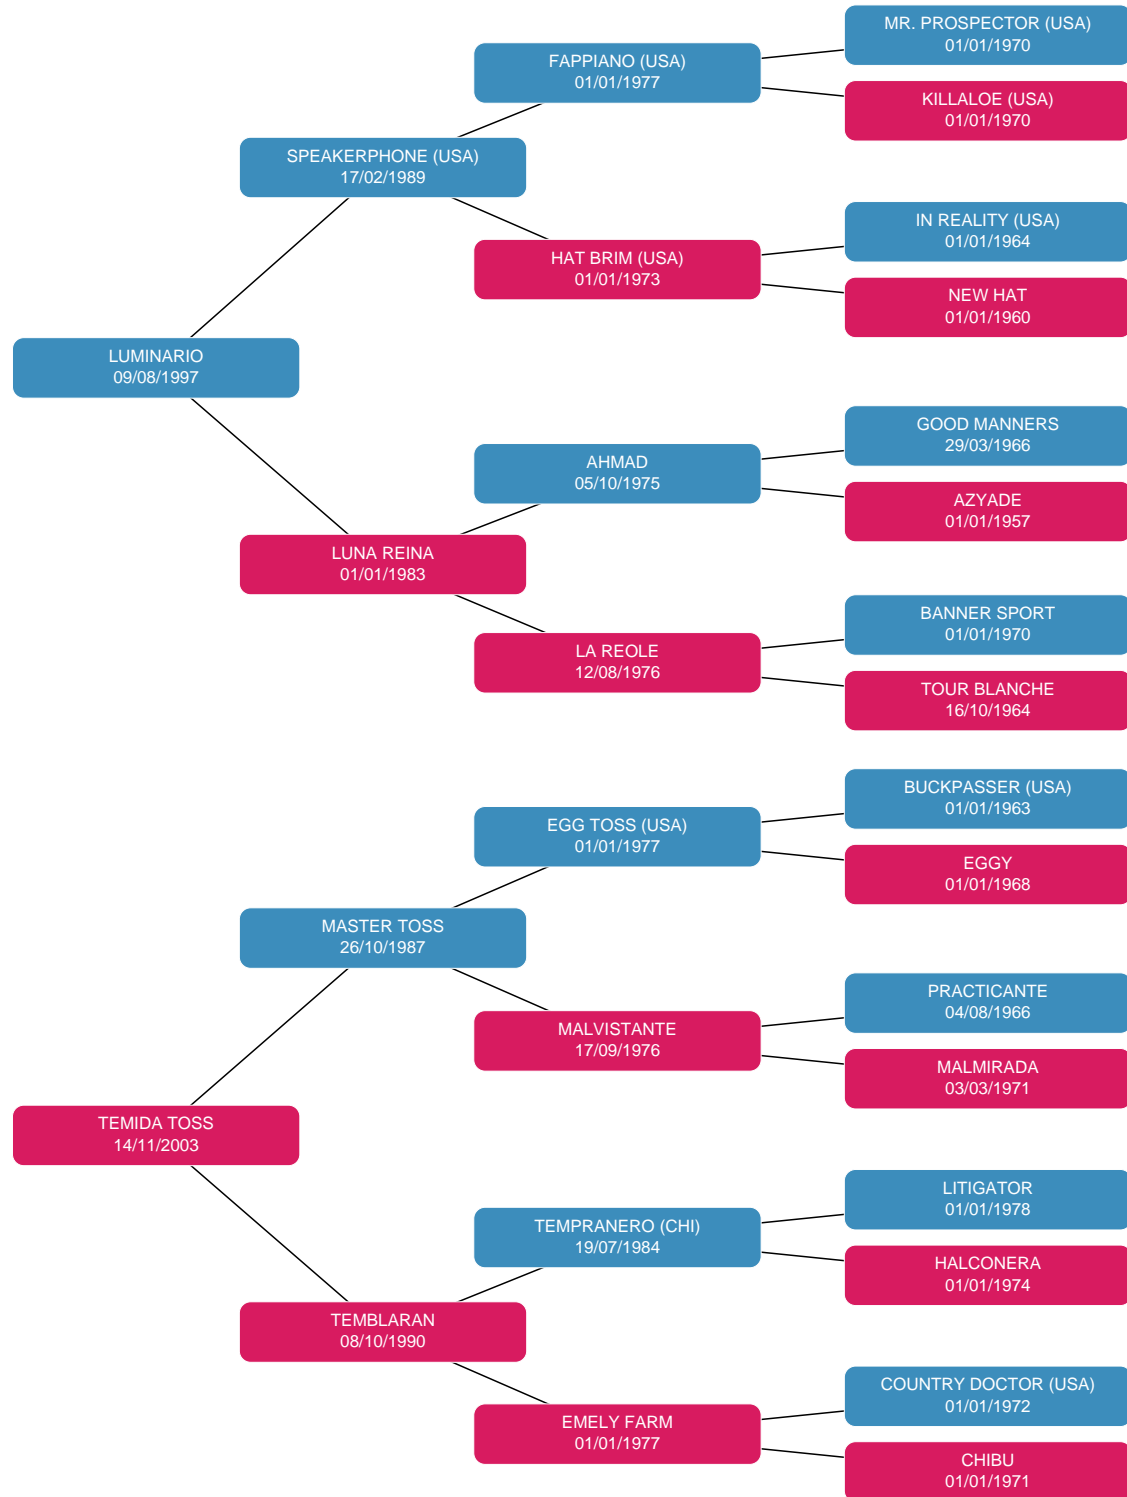 MR. PROSPECTOR (USA)
01/01/1970
FAPPIANO (USA)
01/01/1977
KILLALOE (USA)
01/01/1970
SPEAKERPHONE (USA)
17/02/1989
IN REALITY (USA)
01/01/1964
HAT BRIM (USA)
01/01/1973
NEW HAT
01/01/1960
LUMINARIO
09/08/1997
GOOD MANNERS
29/03/1966
AHMAD
05/10/1975
AZYADE
01/01/1957
LUNA REINA
01/01/1983
BANNER SPORT
01/01/1970
LA REOLE
12/08/1976
TOUR BLANCHE
16/10/1964
BUCKPASSER (USA)
01/01/1963
EGG TOSS (USA)
01/01/1977
EGGY
01/01/1968
MASTER TOSS
26/10/1987
PRACTICANTE
04/08/1966
MALVISTANTE
17/09/1976
MALMIRADA
03/03/1971
TEMIDA TOSS
14/11/2003
LITIGATOR
01/01/1978
TEMPRANERO (CHI)
19/07/1984
HALCONERA
01/01/1974
TEMBLARAN
08/10/1990
COUNTRY DOCTOR (USA)
01/01/1972
EMELY FARM
01/01/1977
CHIBU
01/01/1971